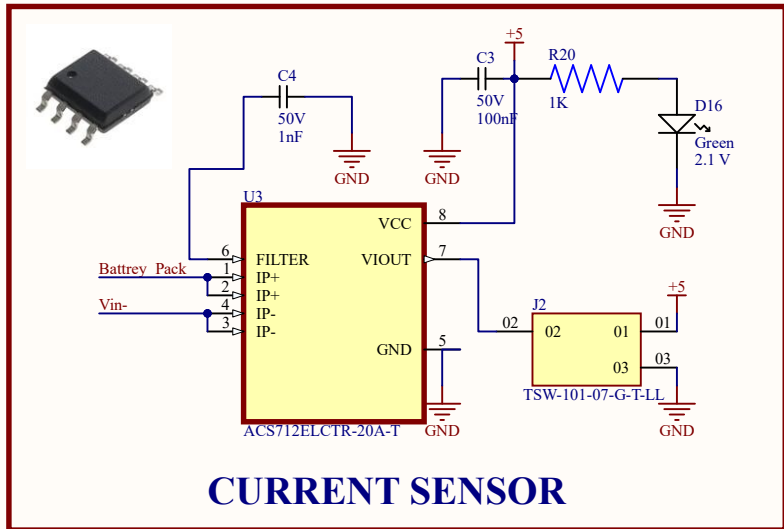 +5
C4
50V
1nF
GND
C3
50V
100nF
GND
R20
1K
D16
Green
2.1 V
GND
U3
VCC
8
6
FILTER
VIOUT
7
Battrey_Pack
1
IP+
2
IP+
Vin-
4
IP-
3
IP-
GND
5
GND
ACS712ELCTR-20A-T
J2
+5
02
02
01
01
03
03
TSW-101-07-G-T-LL
GND
CURRENT SENSOR